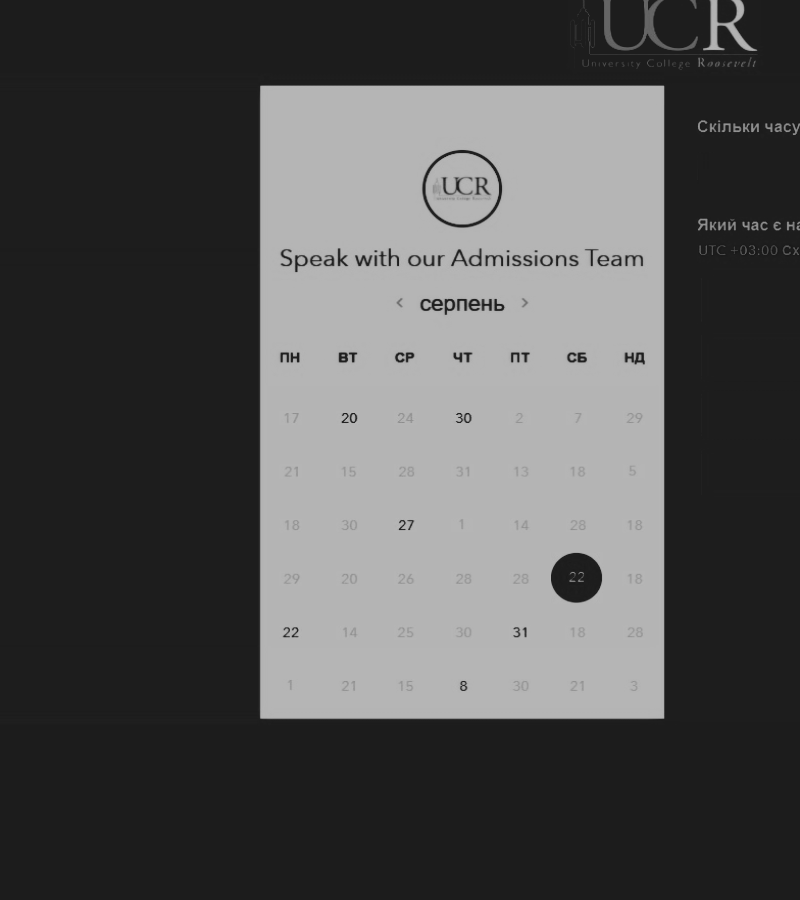 UCR
University College Roosevelt
Скільки часу
UCR
Який час є на
Speak with our Admissions Team
UTC +03:00 Сх
< серпень >
ПН ВТ СР ЧТ ПТ СБ НД
17 20 24 30 2 7 29
21 15 28 31 13 18 5
18 30 27 1 14 28 18
29 20 26 28 28 22 18
22 14 25 30 31 18 28
1 21 15 8 30 21 3